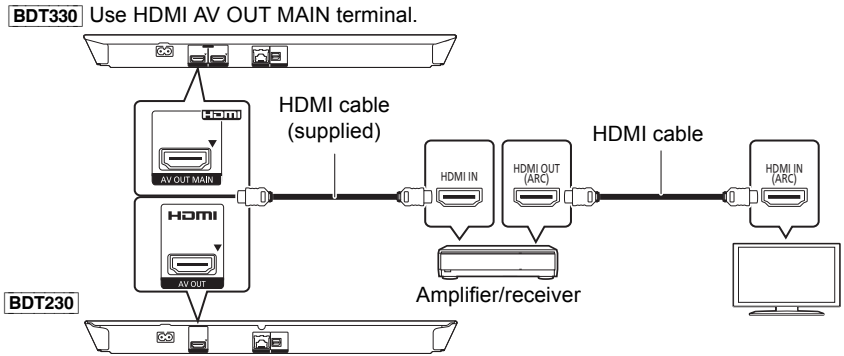 BDT330 Use HDMI AV OUT MAIN terminal.
HDMI
AV OUT MAIN
HDMI cable
(supplied)
HDMI cable
HDMI IN
HDMI OUT
(ARC)
HDMI IN
(ARC)
HDMI
AV OUT
Amplifier/receiver
BDT230